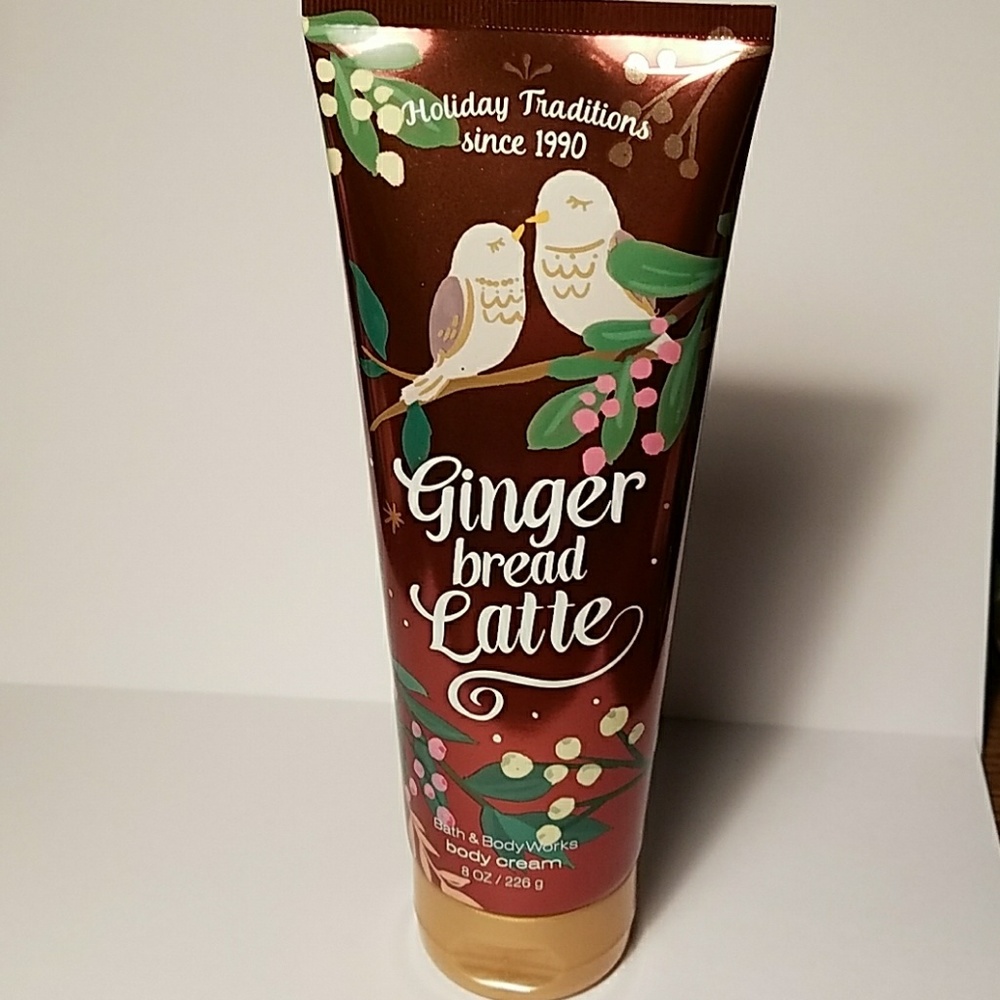 Holiday Traditions
since 1990
Ginger
bread
Latte
Bath & Body Works
body cream
8 OZ / 226 g